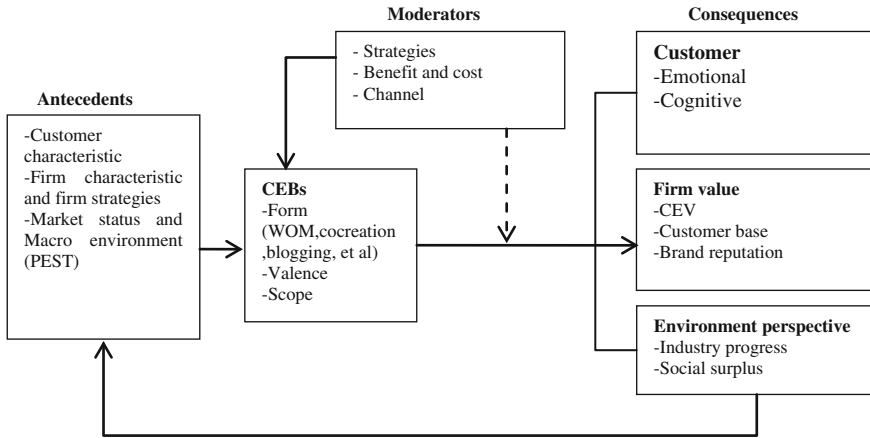 Moderators
Consequences
- Strategies
- Benefit and cost
- Channel
Customer
-Emotional
-Cognitive
Antecedents
-Customer
characteristic
-Firm characteristic
and firm strategies
-Market status and
Macro environment
(PEST)
CEBs
-Form
(WOM,cocreation
,blogging, et al)
-Valence
-Scope
Firm value
-CEV
-Customer base
-Brand reputation
Environment perspective
-Industry progress
-Social surplus